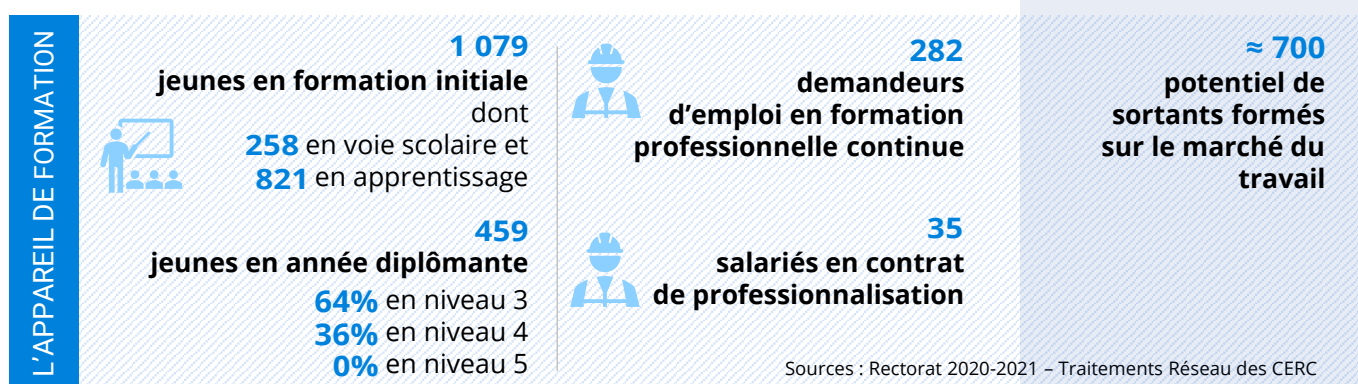 L'APPAREIL DE FORMATION
1 079
jeunes en formation initiale
dont
258 en voie scolaire et
821 en apprentissage
459
jeunes en année diplômante
64% en niveau 3
36% en niveau 4
0% en niveau 5
282
demandeurs
d'emploi en formation
professionnelle continue
35
salariés en contrat
de professionnalisation
≈ 700
potentiel de
sortants formés
sur le marché du
travail
Sources : Rectorat 2020-2021 – Traitements Réseau des CERC